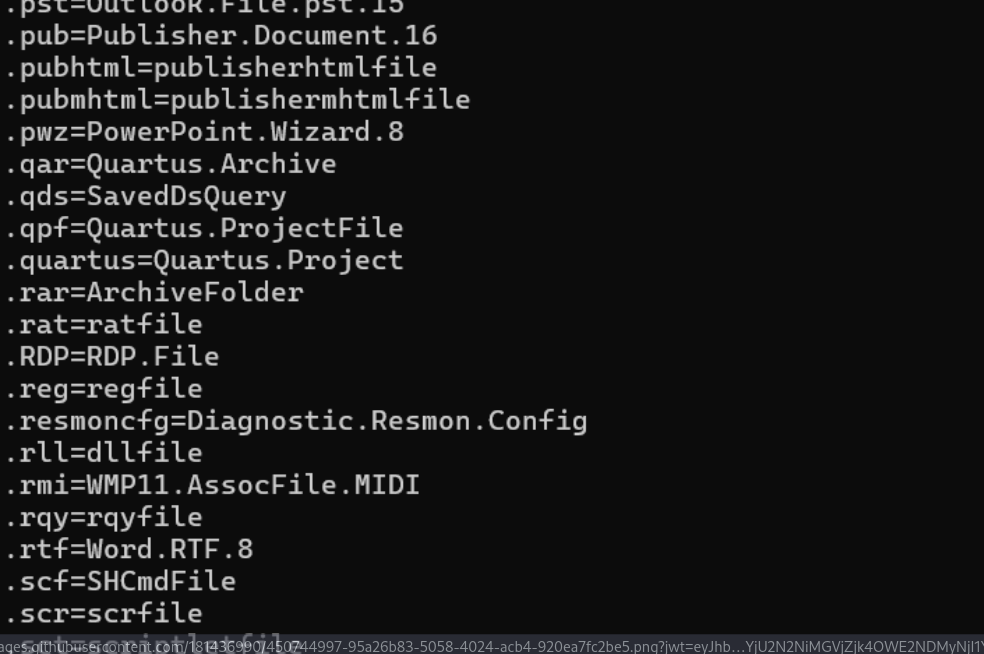 .pst=Outlook.File.pst.15
.pub=Publisher.Document.16
.pubhtml=publisherhtmlfile
.pubmhtml=publishermhtmlfile
.pwz=PowerPoint.Wizard.8
.qar=Quartus.Archive
.qds=SavedDsQuery
.qpf=Quartus.ProjectFile
.quartus=Quartus.Project
.rar=ArchiveFolder
.rat=ratfile
.RDP=RDP.File
.reg=regfile
.resmoncfg=Diagnostic.Resmon.Config
.rll=dllfile
.rmi=WMP11.AssocFile.MIDI
.rqy=rqyfile
.rtf=Word.RTF.8
.scf=SHCmdFile
.scr=scrfile
.sct=scriptletfile
ages.githubusercontent.com/181436990/450744997-95a26b83-5058-4024-acb4-920ea7fc2be5.png?jwt=eyJhb...YjU2N2NiMGVjZjk4OWE2NDMyNjI1Y